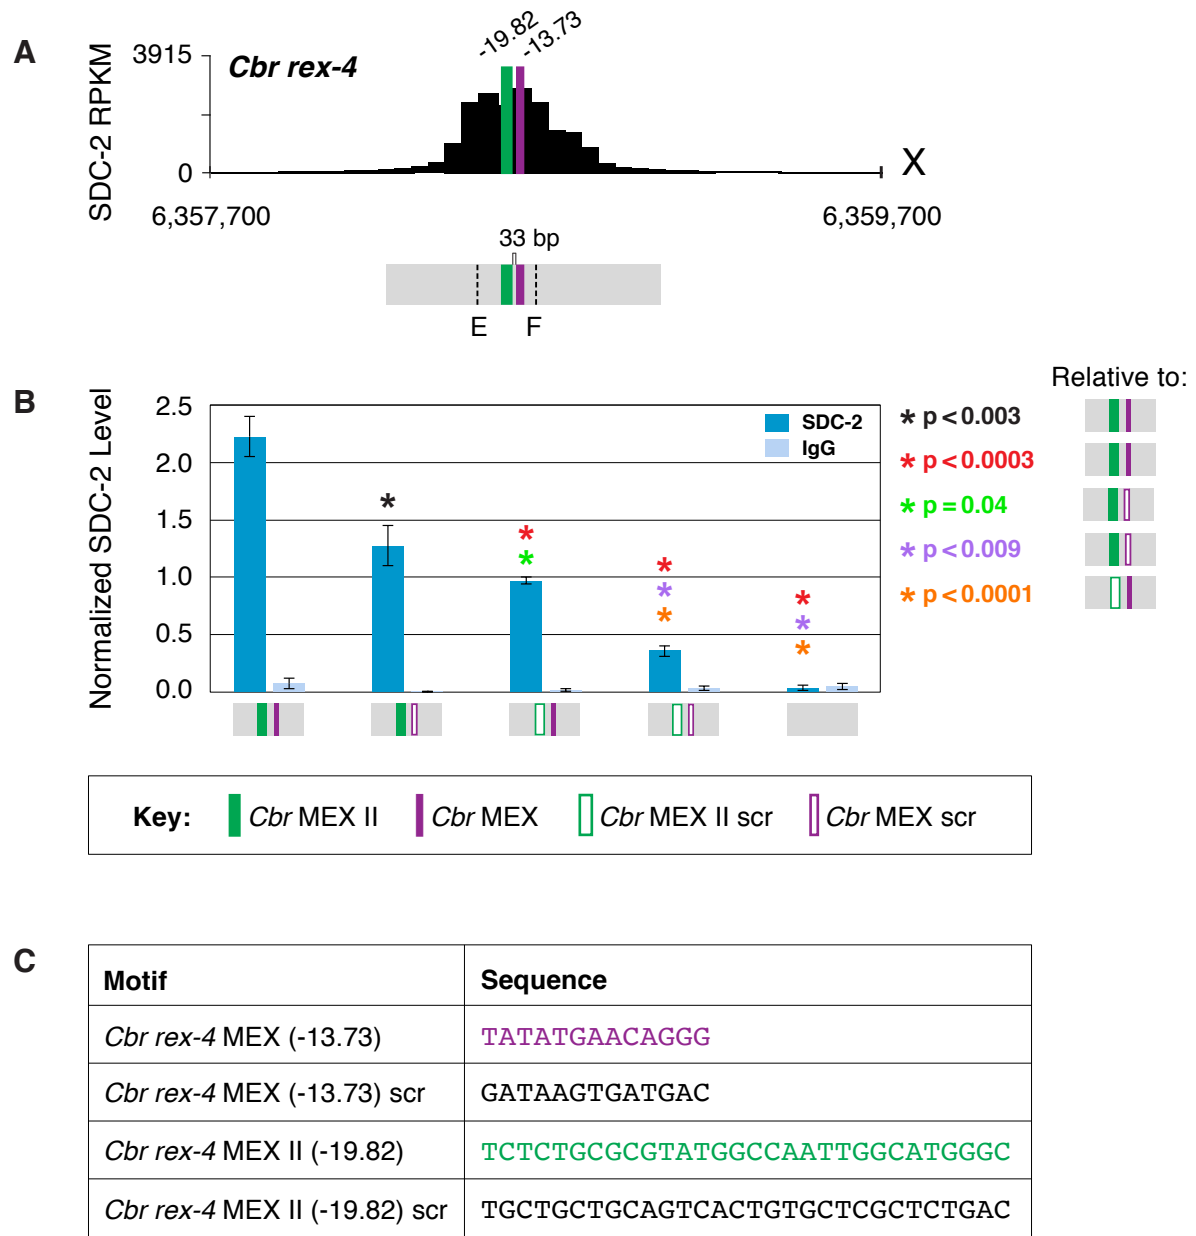 A
SDC-2 RPKM
3915
0
Cbr rex-4
-19.82
-13.73
X
6,357,700
6,359,700
33 bp
E
F
B
Normalized SDC-2 Level
2.5
2.0
1.5
1.0
0.5
0.0
SDC-2
IgG
*
*
*
*
*
*
*
*
*
Relative to:
* p < 0.003
* p < 0.0003
* p = 0.04
* p < 0.009
* p < 0.0001
Key: Cbr MEX II Cbr MEX Cbr MEX II scr Cbr MEX scr
C
Motif Sequence
Cbr rex-4 MEX (-13.73) TATATGAACAGGG
Cbr rex-4 MEX (-13.73) scr GATAAGTGATGAC
Cbr rex-4 MEX II (-19.82) TCTCTGCGCGTATGGCCAATTGGCATGGGC
Cbr rex-4 MEX II (-19.82) scr TGCTGCTGCAGTCACTGTGCTCGCTCTGAC